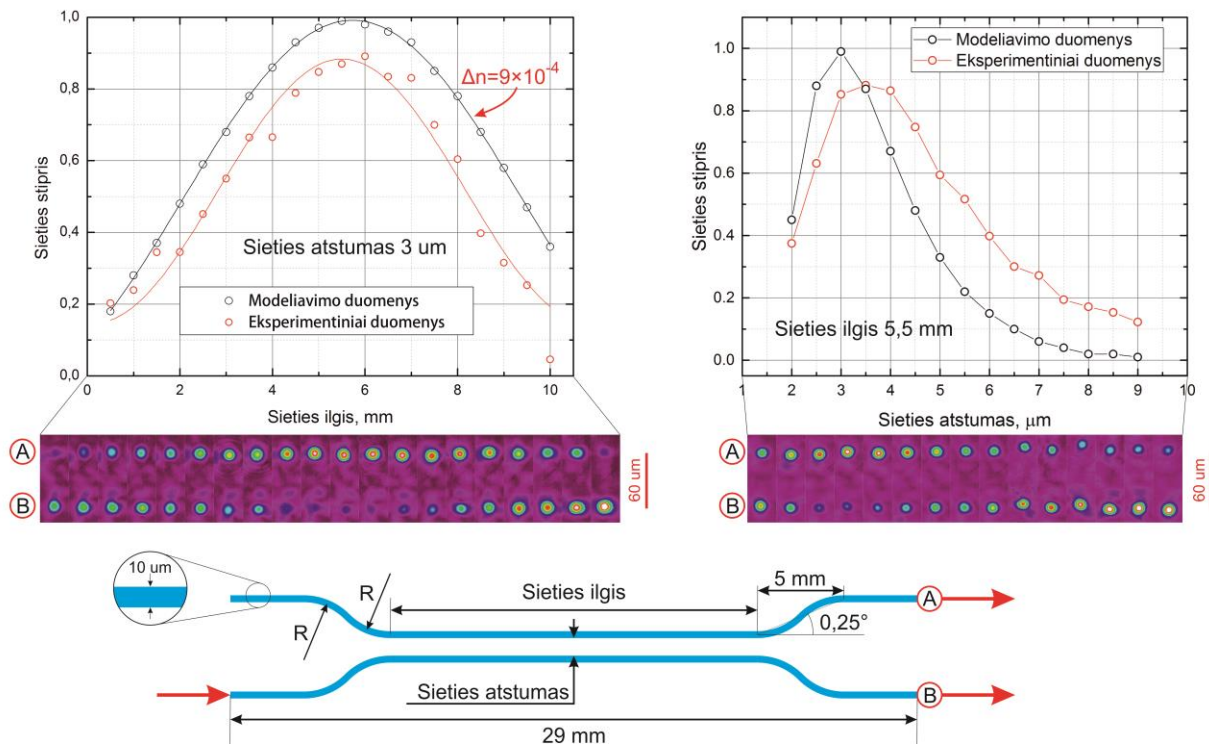 1,0
0,8
0,6
0,4
0,2
0,0
Sieties stipris
Δn=9×10⁻⁴
Sieties atstumas 3 um
Modeliavimo duomenys
Eksperimentiniai duomenys
0 2 4 6 8 10
Sieties ilgis, mm
1.0
0.8
0.6
0.4
0.2
0.0
Sieties stipris
Modeliavimo duomenys
Eksperimentiniai duomenys
Sieties ilgis 5,5 mm
1 2 3 4 5 6 7 8 9 10
Sieties atstumas, μm
A
B
60 um
A
B
60 um
10 um
R
R
Sieties ilgis
5 mm
0,25°
A
Sieties atstumas
B
29 mm